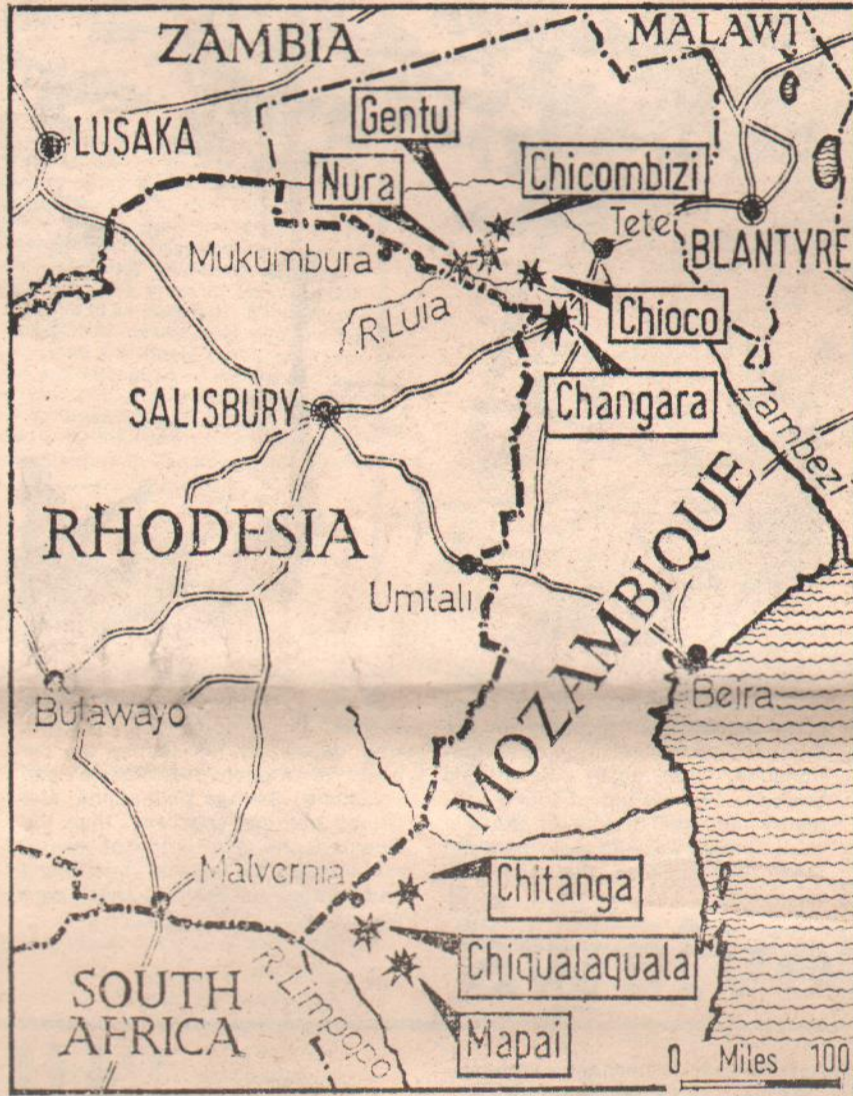 ZAMBIA
MALAWI
LUSAKA
Gentu
Nura
Chicombizi
Tete
Mukumbura
BLANTYRE
R.Luia
Chioco
SALISBURY
Changara
Zambezi
RHODESIA
MOZAMBIQUE
Umtali
Beira
Bulawayo
Malvernia
Chitanga
Chiqualaquala
SOUTH
AFRICA
R.Limpopo
Mapai
0 Miles 100